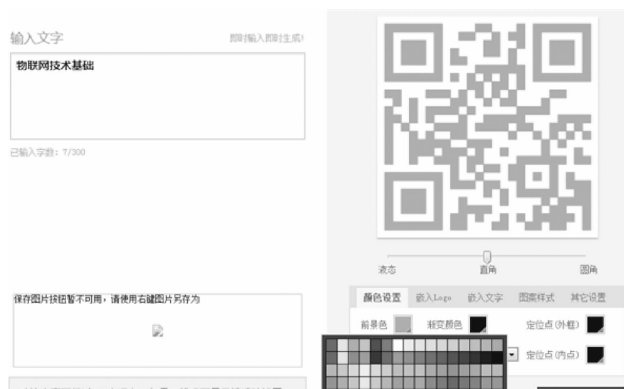 输入文字
即时输入即时生成!
物联网技术基础
已输入字数: 7/300
保存图片按钮暂不可用, 请使用右键图片另存为
液态
直角
圆角
颜色设置
嵌入Logo
嵌入文字
图案样式
其它设置
前景色
渐变颜色
定位点(外框)
定位点(内点)